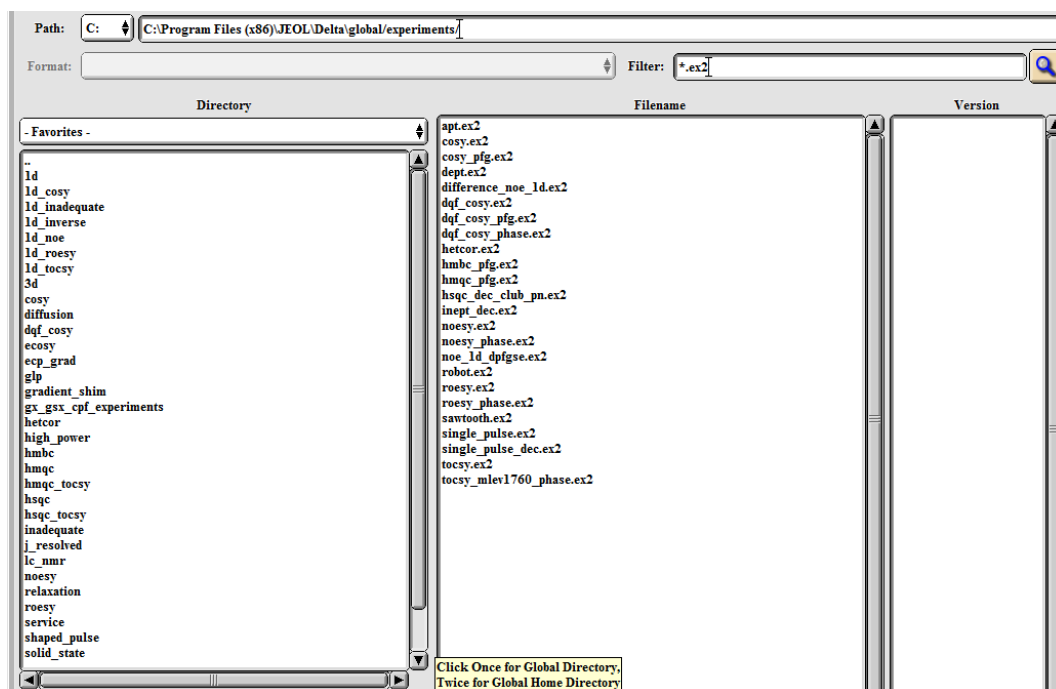 Path: C: C:\Program Files (x86)\JEOL\Delta\global/experiments/
Format: Filter: *.ex2
Directory Filename Version
- Favorites -
..
1d
1d_cosy
1d_inadequate
1d_inverse
1d_noe
1d_roesy
1d_tocsy
3d
cosy
diffusion
dqf_cosy
ecosy
ecp_grad
glp
gradient_shim
gx_gsx_cpf_experiments
hetcor
high_power
hmbc
hmqc
hmqc_tocsy
hsqc
hsqc_tocsy
inadequate
j_resolved
lc_nmr
noesy
relaxation
roesy
service
shaped_pulse
solid_state
apt.ex2
cosy.ex2
cosy_pfg.ex2
dept.ex2
difference_noe_1d.ex2
dqf_cosy.ex2
dqf_cosy_pfg.ex2
dqf_cosy_phase.ex2
hetcor.ex2
hmbc_pfg.ex2
hmqc_pfg.ex2
hsqc_dec_club_pn.ex2
inept_dec.ex2
noesy.ex2
noesy_phase.ex2
noe_1d_dpfgse.ex2
robot.ex2
roesy.ex2
roesy_phase.ex2
sawtooth.ex2
single_pulse.ex2
single_pulse_dec.ex2
tocsy.ex2
tocsy_mlev1760_phase.ex2
Click Once for Global Directory,
Twice for Global Home Directory